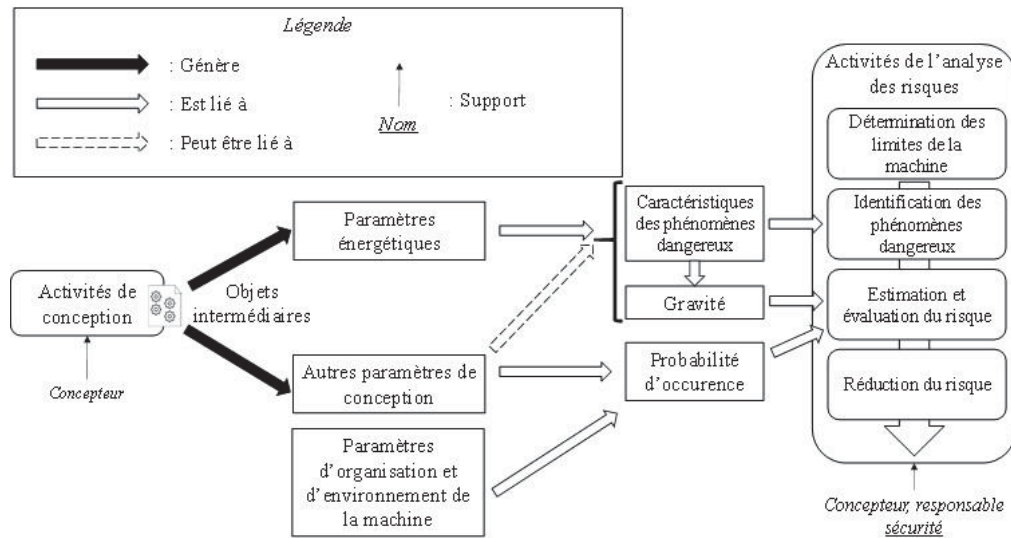 Légende
: Génère
: Est lié à
: Peut être lié à
Nom
: Support
Activités de
conception
Concepteur
Objets
intermédiaires
Paramètres
énergétiques
Autres paramètres de
conception
Paramètres
d'organisation et
d'environnement de
la machine
Caractéristiques
des phénomènes
dangereux
Gravité
Probabilité
d'occurence
Activités de l'analyse
des risques
Détermination des
limites de la
machine
Identification des
phénomènes
dangereux
Estimation et
évaluation du risque
Réduction du risque
Concepteur, responsable
sécurité